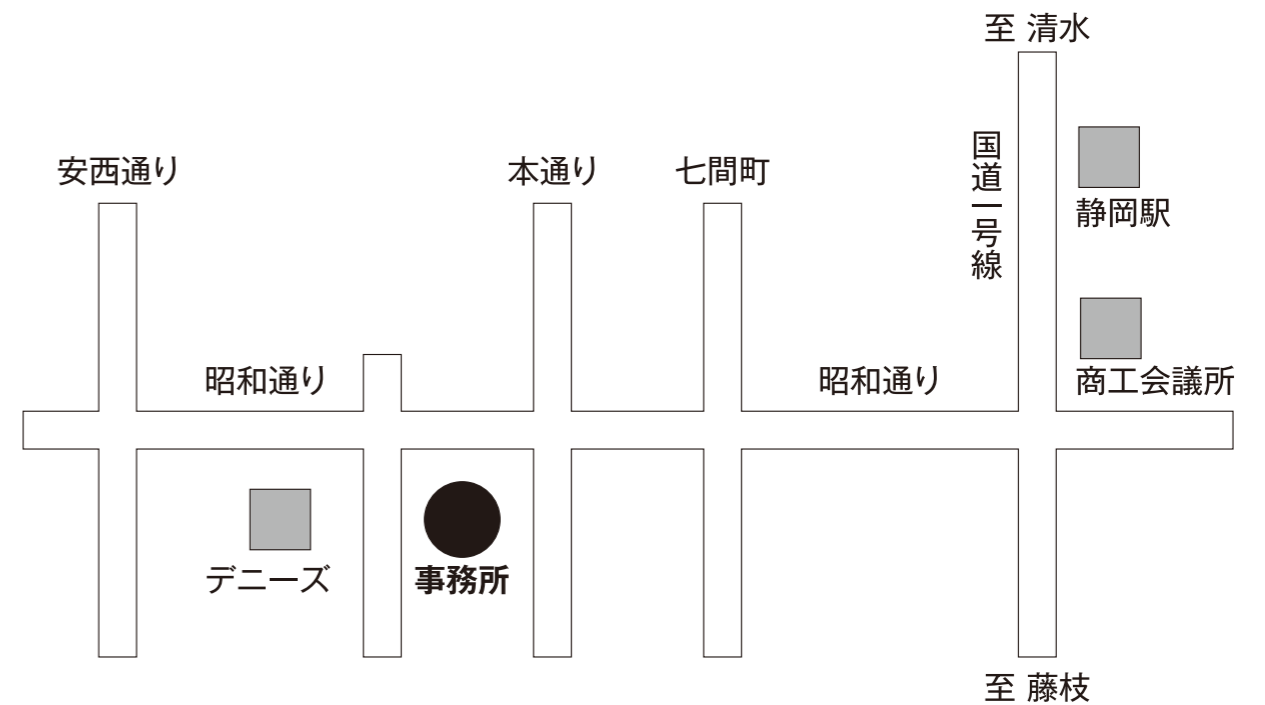 至 清水
国道一号線
静岡駅
安西通り
本通り
七間町
昭和通り
昭和通り
商工会議所
デニーズ
事務所
至 藤枝